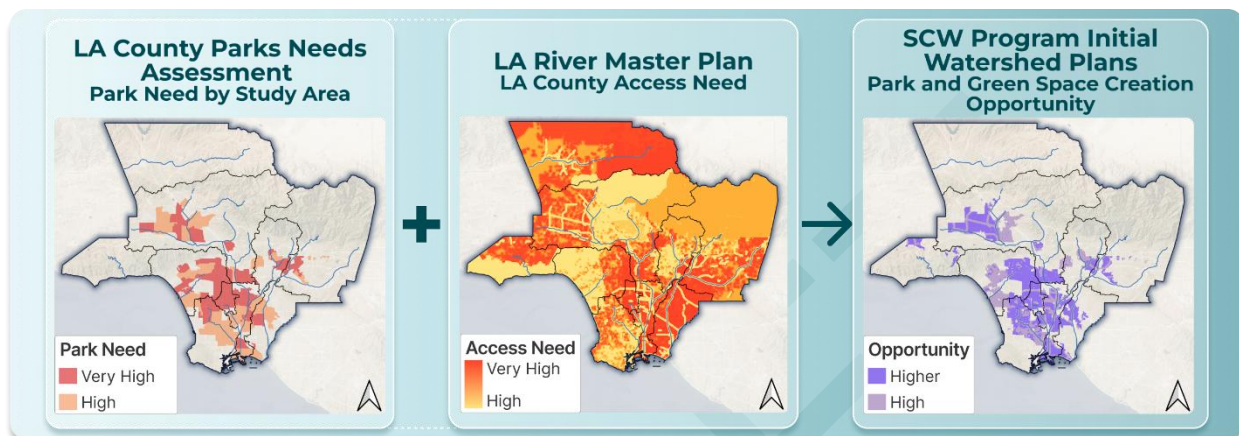 LA County Parks Needs
Assessment
Park Need by Study Area
Park Need
Very High
High
+
LA River Master Plan
LA County Access Need
Access Need
Very High
High
SCW Program Initial
Watershed Plans
Park and Green Space Creation
Opportunity
Opportunity
Higher
High